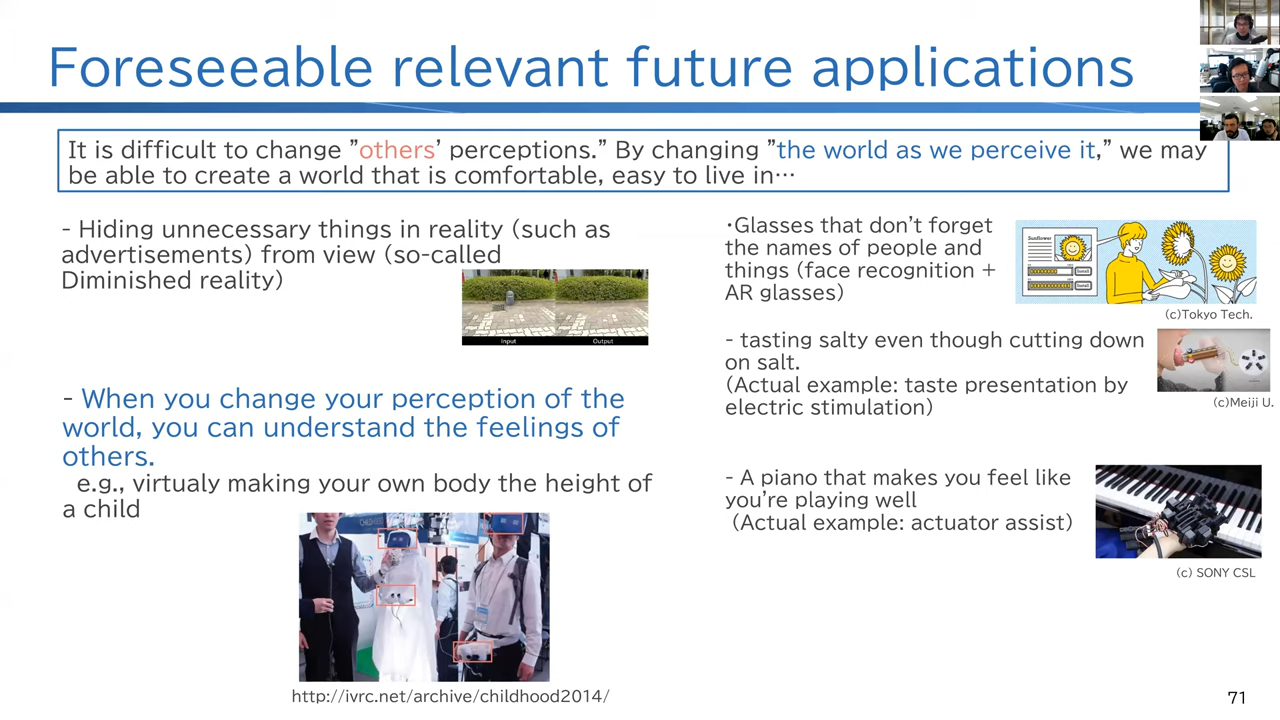 Foreseeable relevant future applications
It is difficult to change "others' perceptions." By changing "the world as we perceive it," we may
be able to create a world that is comfortable, easy to live in…
- Hiding unnecessary things in reality (such as
advertisements) from view (so-called
Diminished reality)
Input
Output
- When you change your perception of the
world, you can understand the feelings of
others.
e.g., virtualy making your own body the height of
a child
http://ivrc.net/archive/childhood2014/
・Glasses that don't forget
the names of people and
things (face recognition +
AR glasses)
Sunflower
Install
Install
(c)Tokyo Tech.
- tasting salty even though cutting down
on salt.
(Actual example: taste presentation by
electric stimulation)
(c)Meiji U.
- A piano that makes you feel like
you're playing well
(Actual example: actuator assist)
(c) SONY CSL
71